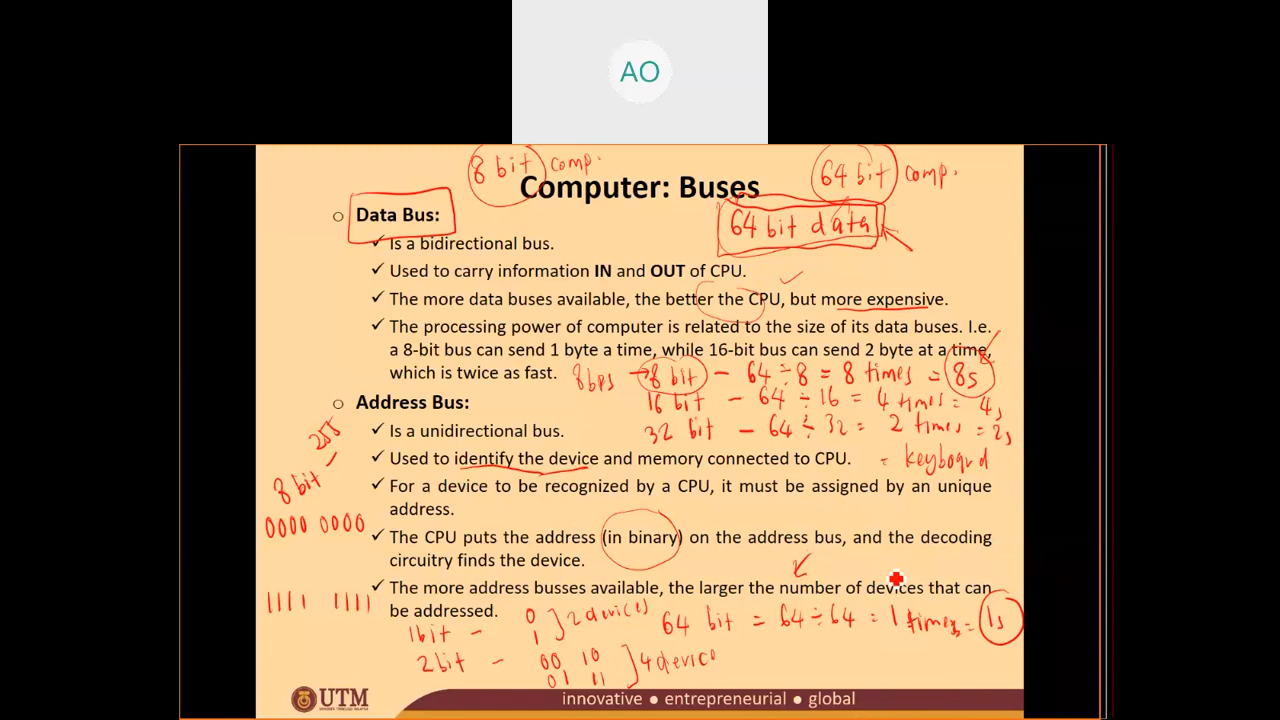 AO
8 bit comp.
64 bit comp.
Computer: Buses
Data Bus:
64 bit data
Is a bidirectional bus.
Used to carry information IN and OUT of CPU.
The more data buses available, the better the CPU, but more expensive.
The processing power of computer is related to the size of its data buses. I.e.
a 8-bit bus can send 1 byte a time, while 16-bit bus can send 2 byte at a time,
which is twice as fast.
8bps → 8 bit - 64 ÷ 8 = 8 times = 8s
16 bit - 64 ÷ 16 = 4 times = 4s
32 bit - 64 ÷ 32 = 2 times = 2s
Address Bus:
Is a unidirectional bus.
Used to identify the device and memory connected to CPU.
= keyboard
For a device to be recognized by a CPU, it must be assigned by an unique
address.
The CPU puts the address (in binary) on the address bus, and the decoding
circuitry finds the device.
The more address busses available, the larger the number of devices that can
be addressed.
8 bit - 255
0000 0000
1111 1111
1bit - 0 1 ] 2 devices
2bit - 00 10 01 11 ] 4 device
64 bit = 64 ÷ 64 = 1 times = 1s
UTM
innovative ● entrepreneurial ● global